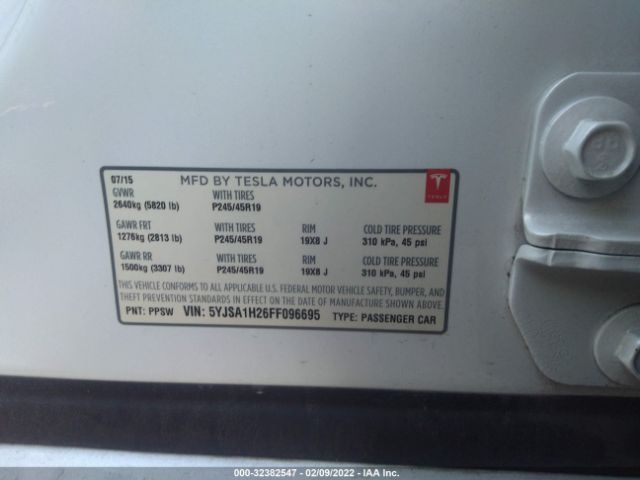 07/15 MFD BY TESLA MOTORS, INC.
GVWR WITH TIRES
2640kg (5820 lb) P245/45R19
TESLA
GAWR FRT WITH TIRES RIM COLD TIRE PRESSURE
1276kg (2813 lb) P245/45R19 19X8 J 310 kPa, 45 psi
GAWR RR WITH TIRES RIM COLD TIRE PRESSURE
1500kg (3307 lb) P245/45R19 19X8 J 310 kPa, 45 psi
THIS VEHICLE CONFORMS TO ALL APPLICABLE U.S. FEDERAL MOTOR VEHICLE SAFETY, BUMPER, AND
THEFT PREVENTION STANDARDS IN EFFECT ON THE DATE OF MANUFACTURE SHOWN ABOVE.
PNT: PPSW VIN: 5YJSA1H26FF096695 TYPE: PASSENGER CAR
000-32382547 - 02/09/2022 - IAA Inc.